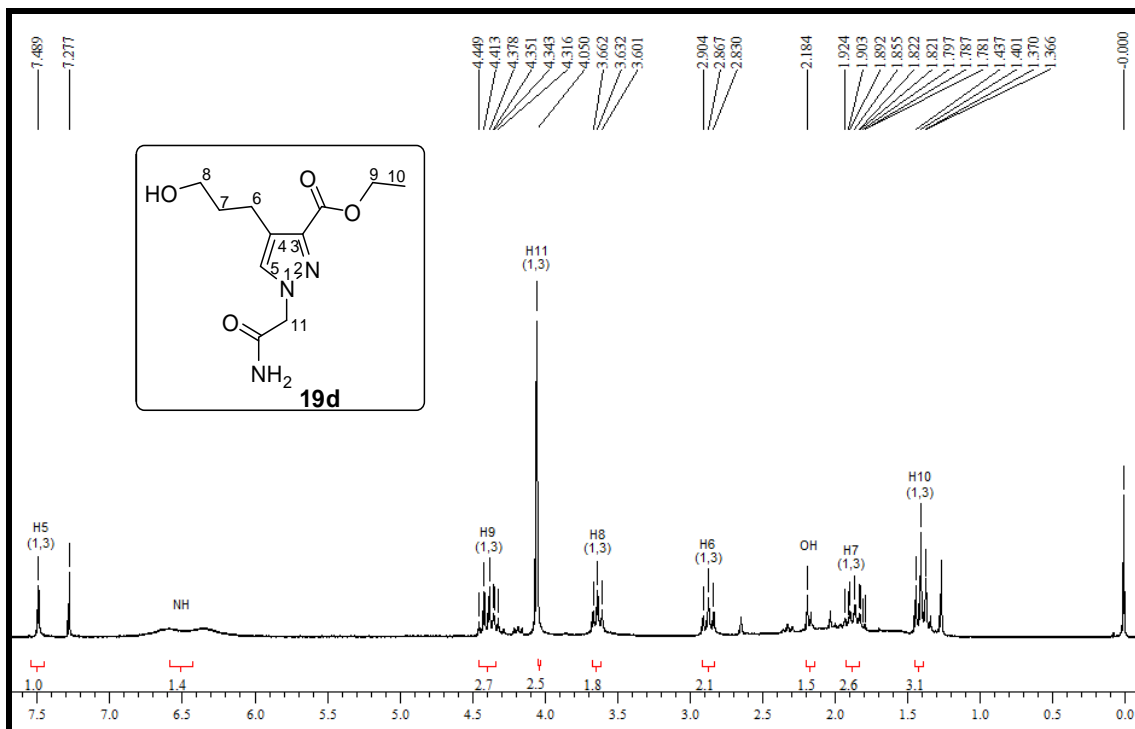 7.489
7.277
4.449
4.413
4.378
4.351
4.343
4.316
4.050
3.662
3.632
3.601
2.904
2.867
2.830
2.184
1.924
1.903
1.892
1.855
1.822
1.821
1.797
1.787
1.781
1.437
1.401
1.370
1.366
-0.000
8
9
10
HO
7
6
O
O
4
3
5
1
2
N
N
O
11
NH2
19d
H11
(1,3)
H10
(1,3)
H5
(1,3)
NH
H9
(1,3)
H8
(1,3)
H6
(1,3)
OH
H7
(1,3)
1.0 1.4 2.7 2.5 1.8 2.1 1.5 2.6 3.1
7.5 7.0 6.5 6.0 5.5 5.0 4.5 4.0 3.5 3.0 2.5 2.0 1.5 1.0 0.5 0.0